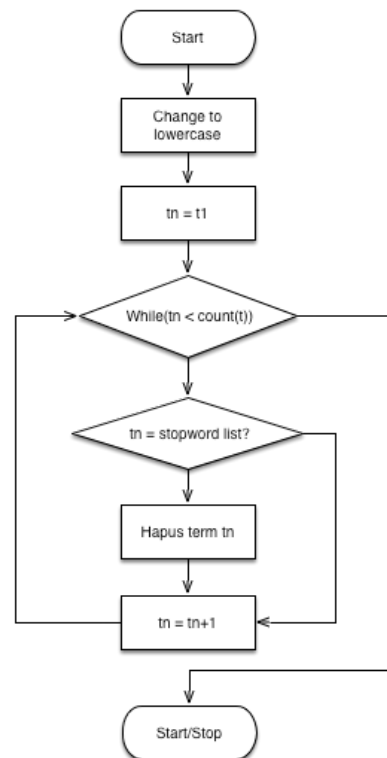 Start
Change to
lowercase
tn = t1
While(tn < count(t))
tn = stopword list?
Hapus term tn
tn = tn+1
Start/Stop